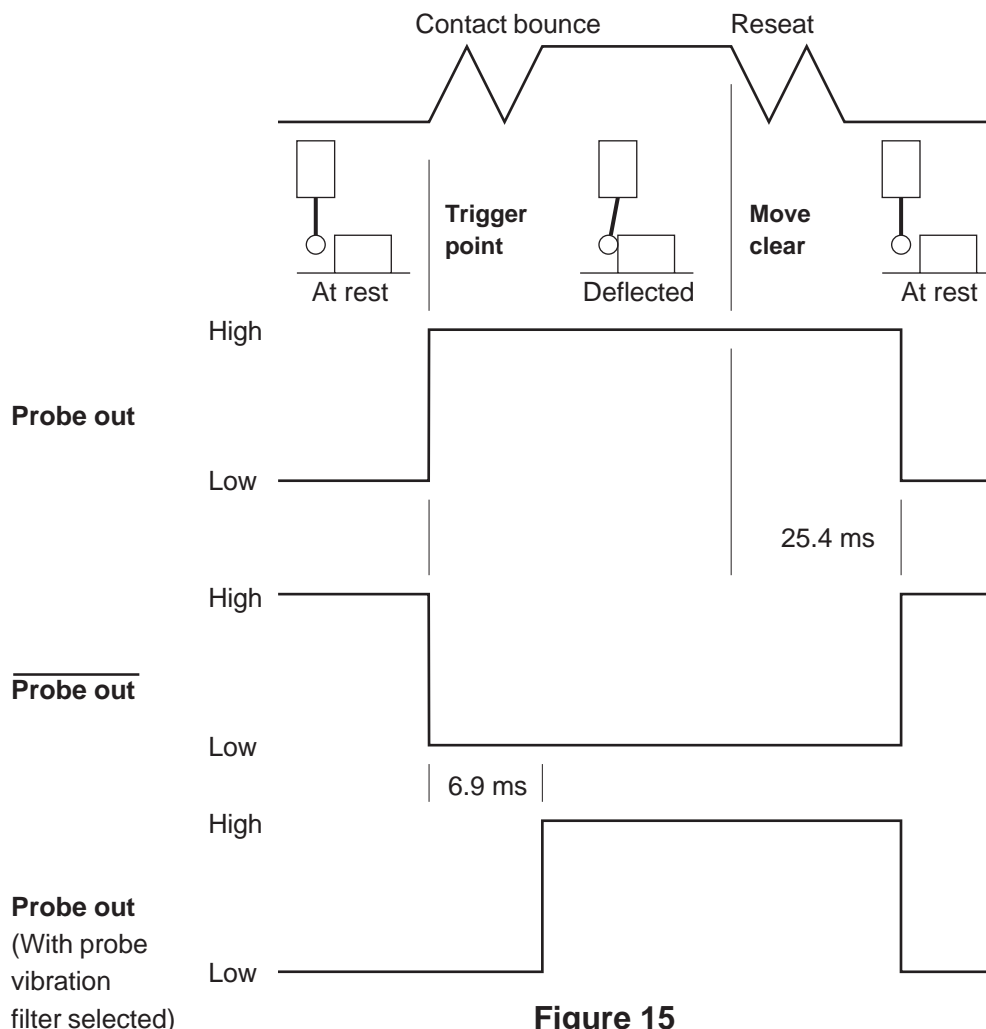 Contact bounce
Reseat
Trigger
point
Move
clear
At rest
Deflected
At rest
High
Probe out
Low
25.4 ms
High
Probe out
Low
6.9 ms
High
Probe out
(With probe
vibration
filter selected)
Low
Figure 15